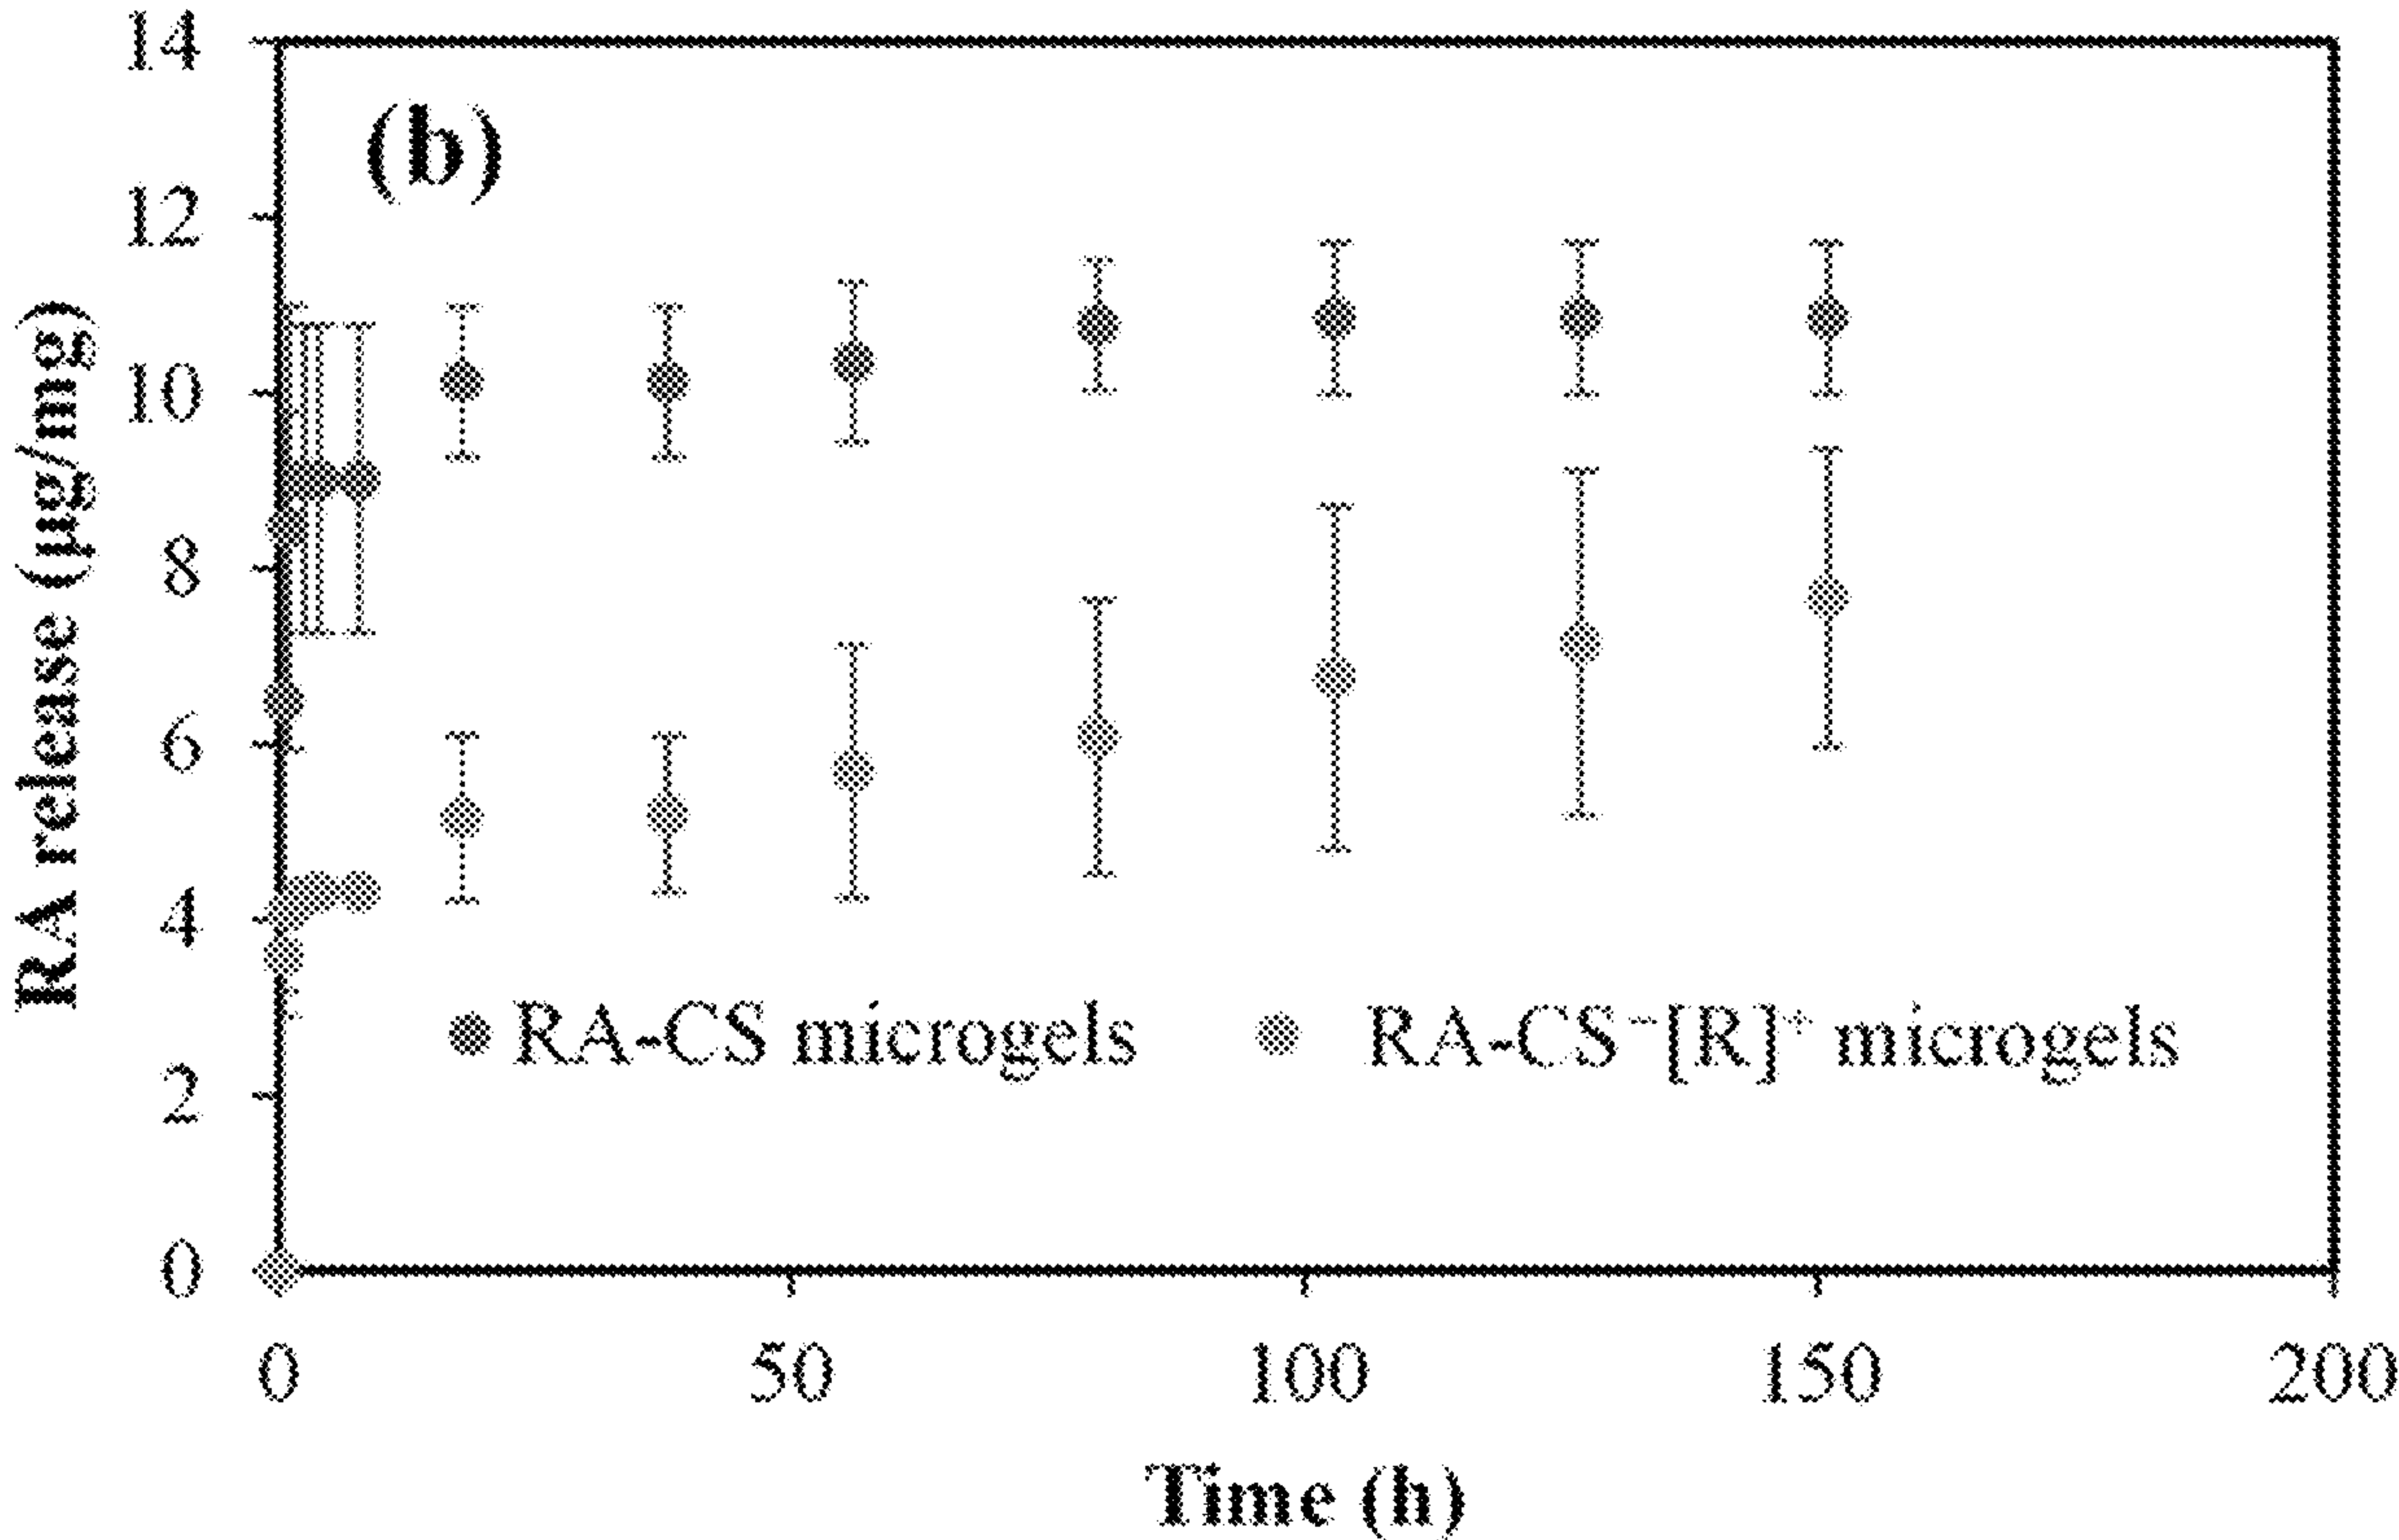 14
(b)
12
10
8
6
4
2
0
RA release (µg/mg)
RA-CS microgels
RA-CS⁻[R]⁺ microgels
0 50 100 150 200
Time (h)